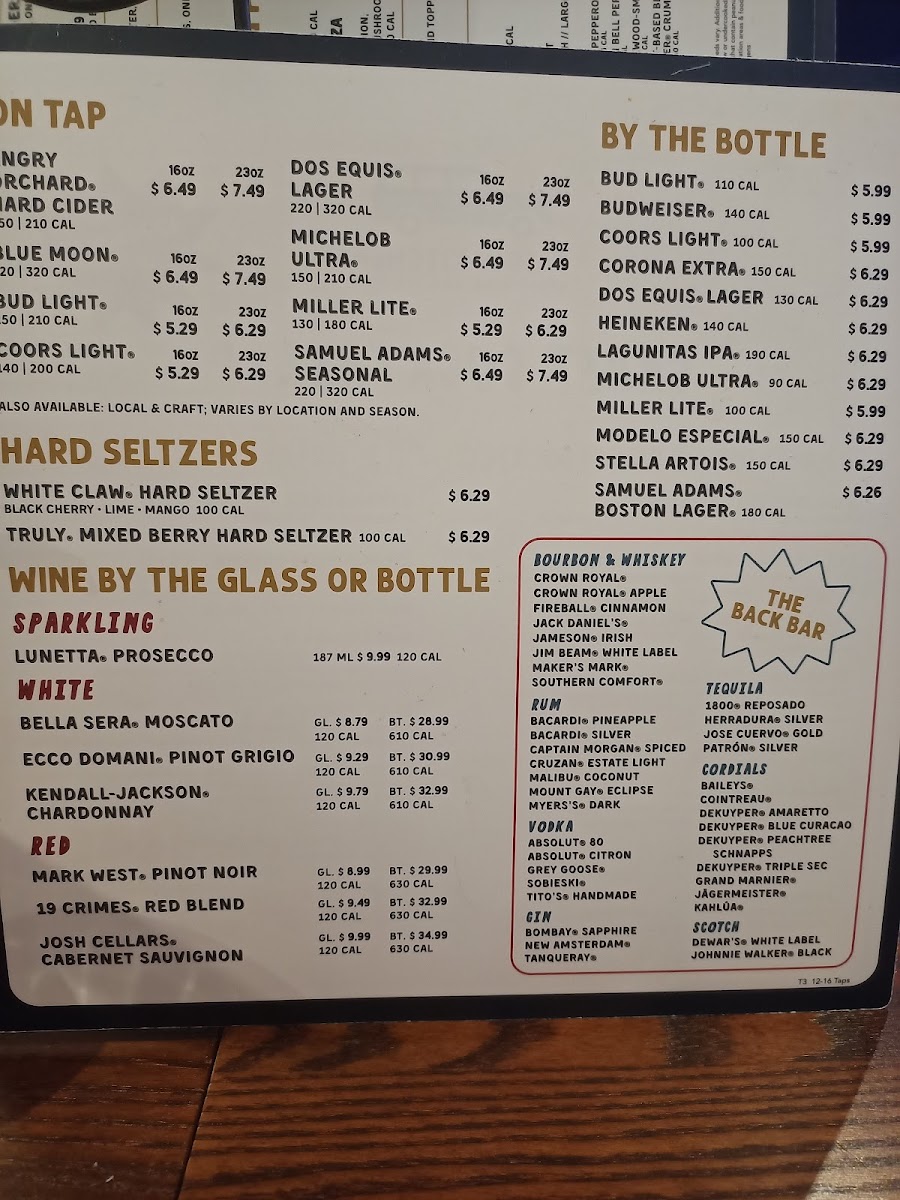 ON TAP
NGRY
ORCHARD®
HARD CIDER
50 | 210 CAL
16oz 23oz
$ 6.49 $ 7.49
BLUE MOON®
20 | 320 CAL
16oz 23oz
$ 6.49 $ 7.49
BUD LIGHT®
50 | 210 CAL
16oz 23oz
$ 5.29 $ 6.29
COORS LIGHT®
140 | 200 CAL
16oz 23oz
$ 5.29 $ 6.29
DOS EQUIS®
LAGER
220 | 320 CAL
16oz 23oz
$ 6.49 $ 7.49
MICHELOB
ULTRA®
150 | 210 CAL
16oz 23oz
$ 6.49 $ 7.49
MILLER LITE®
130 | 180 CAL
16oz 23oz
$ 5.29 $ 6.29
SAMUEL ADAMS®
SEASONAL
220 | 320 CAL
16oz 23oz
$ 6.49 $ 7.49
ALSO AVAILABLE: LOCAL & CRAFT; VARIES BY LOCATION AND SEASON.
HARD SELTZERS
WHITE CLAW® HARD SELTZER $ 6.29
BLACK CHERRY • LIME • MANGO 100 CAL
TRULY® MIXED BERRY HARD SELTZER 100 CAL $ 6.29
WINE BY THE GLASS OR BOTTLE
SPARKLING
LUNETTA® PROSECCO 187 ML $ 9.99 120 CAL
WHITE
BELLA SERA® MOSCATO GL. $ 8.79 BT. $ 28.99
120 CAL 610 CAL
ECCO DOMANI® PINOT GRIGIO GL. $ 9.29 BT. $ 30.99
120 CAL 610 CAL
KENDALL-JACKSON® GL. $ 9.79 BT. $ 32.99
CHARDONNAY 120 CAL 610 CAL
RED
MARK WEST® PINOT NOIR GL. $ 8.99 BT. $ 29.99
120 CAL 630 CAL
19 CRIMES® RED BLEND GL. $ 9.49 BT. $ 32.99
120 CAL 630 CAL
JOSH CELLARS® GL. $ 9.99 BT. $ 34.99
CABERNET SAUVIGNON 120 CAL 630 CAL
BY THE BOTTLE
BUD LIGHT® 110 CAL $ 5.99
BUDWEISER® 140 CAL $ 5.99
COORS LIGHT® 100 CAL $ 5.99
CORONA EXTRA® 150 CAL $ 6.29
DOS EQUIS® LAGER 130 CAL $ 6.29
HEINEKEN® 140 CAL $ 6.29
LAGUNITAS IPA® 190 CAL $ 6.29
MICHELOB ULTRA® 90 CAL $ 6.29
MILLER LITE® 100 CAL $ 5.99
MODELO ESPECIAL® 150 CAL $ 6.29
STELLA ARTOIS® 150 CAL $ 6.29
SAMUEL ADAMS® $ 6.26
BOSTON LAGER® 180 CAL
THE
BACK BAR
BOURBON & WHISKEY
CROWN ROYAL®
CROWN ROYAL® APPLE
FIREBALL® CINNAMON
JACK DANIEL'S®
JAMESON® IRISH
JIM BEAM® WHITE LABEL
MAKER'S MARK®
SOUTHERN COMFORT®
RUM
BACARDI® PINEAPPLE
BACARDI® SILVER
CAPTAIN MORGAN® SPICED
CRUZAN® ESTATE LIGHT
MALIBU® COCONUT
MOUNT GAY® ECLIPSE
MYERS'S® DARK
VODKA
ABSOLUT® 80
ABSOLUT® CITRON
GREY GOOSE®
SOBIESKI®
TITO'S® HANDMADE
GIN
BOMBAY® SAPPHIRE
NEW AMSTERDAM®
TANQUERAY®
TEQUILA
1800® REPOSADO
HERRADURA® SILVER
JOSE CUERVO® GOLD
PATRÓN® SILVER
CORDIALS
BAILEYS®
COINTREAU®
DEKUYPER® AMARETTO
DEKUYPER® BLUE CURACAO
DEKUYPER® PEACHTREE
SCHNAPPS
DEKUYPER® TRIPLE SEC
GRAND MARNIER®
JÄGERMEISTER®
KAHLÚA®
SCOTCH
DEWAR'S® WHITE LABEL
JOHNNIE WALKER® BLACK
T3 12-16 Taps